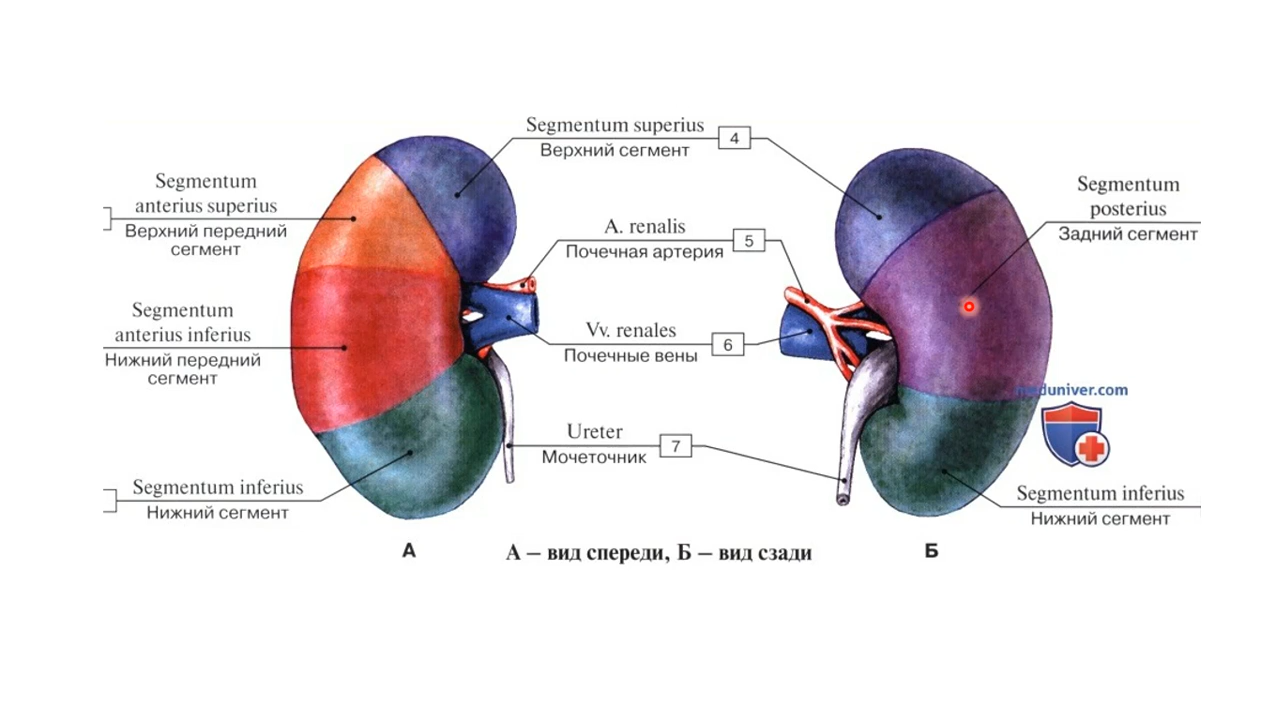 Segmentum superius
4
Верхний сегмент
Segmentum
anterius superius
Верхний передний
сегмент
Segmentum
posterius
Задний сегмент
A. renalis
5
Почечная артерия
Segmentum
anterius inferius
Нижний передний
сегмент
Vv. renales
6
Почечные вены
meduniver.com
Ureter
7
Мочеточник
Segmentum inferius
Нижний сегмент
Segmentum inferius
Нижний сегмент
А
А – вид спереди, Б – вид сзади
Б